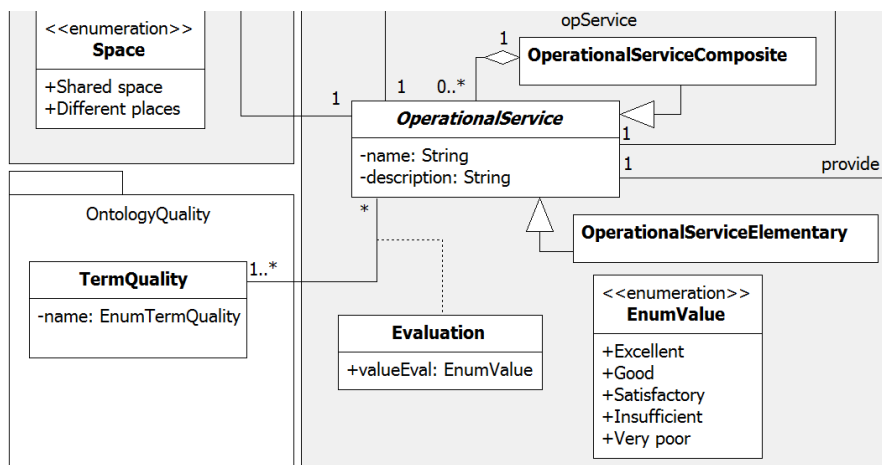 <<enumeration>>
Space
+Shared space
+Different places
opService
1
OperationalServiceComposite
0..*
1
1
OperationalService
-name: String
-description: String
1
1
provide
*
OntologyQuality
TermQuality
-name: EnumTermQuality
1..*
OperationalServiceElementary
Evaluation
+valueEval: EnumValue
<<enumeration>>
EnumValue
+Excellent
+Good
+Satisfactory
+Insufficient
+Very poor